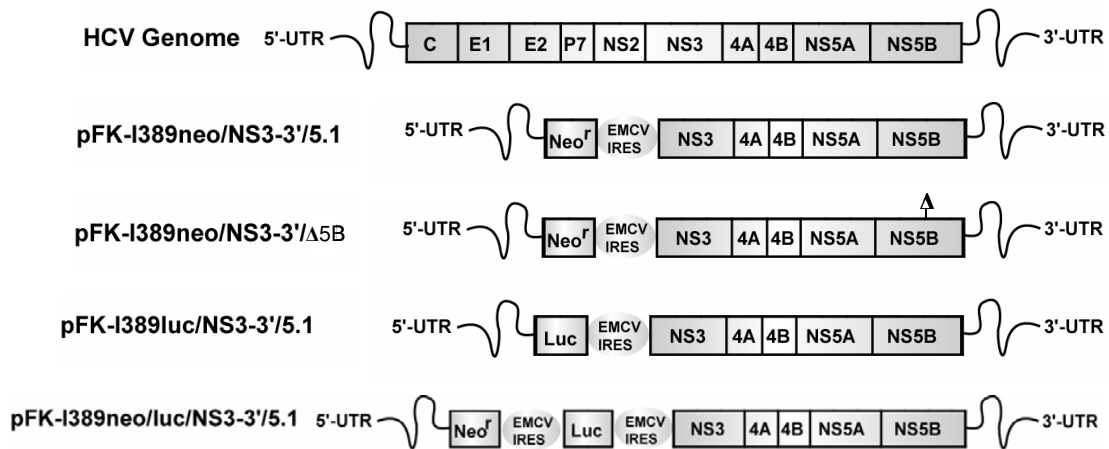 HCV Genome 5'-UTR C E1 E2 P7 NS2 NS3 4A 4B NS5A NS5B 3'-UTR
pFK-I389neo/NS3-3'/5.1 5'-UTR Neoʳ EMCV IRES NS3 4A 4B NS5A NS5B 3'-UTR
Δ
pFK-I389neo/NS3-3'/Δ5B 5'-UTR Neoʳ EMCV IRES NS3 4A 4B NS5A NS5B 3'-UTR
pFK-I389luc/NS3-3'/5.1 5'-UTR Luc EMCV IRES NS3 4A 4B NS5A NS5B 3'-UTR
pFK-I389neo/luc/NS3-3'/5.1 5'-UTR Neoʳ EMCV IRES Luc EMCV IRES NS3 4A 4B NS5A NS5B 3'-UTR